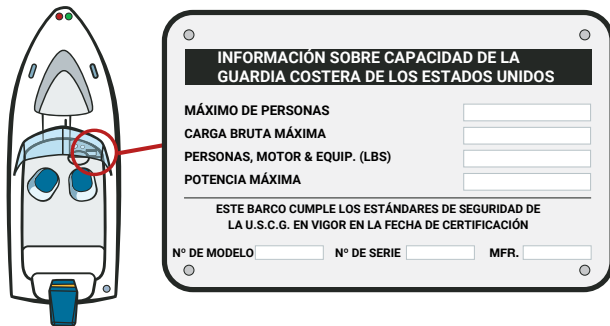 INFORMACIÓN SOBRE CAPACIDAD DE LA
GUARDIA COSTERA DE LOS ESTADOS UNIDOS
MÁXIMO DE PERSONAS
CARGA BRUTA MÁXIMA
PERSONAS, MOTOR & EQUIP. (LBS)
POTENCIA MÁXIMA
ESTE BARCO CUMPLE LOS ESTÁNDARES DE SEGURIDAD DE
LA U.S.C.G. EN VIGOR EN LA FECHA DE CERTIFICACIÓN
Nº DE MODELO Nº DE SERIE MFR.